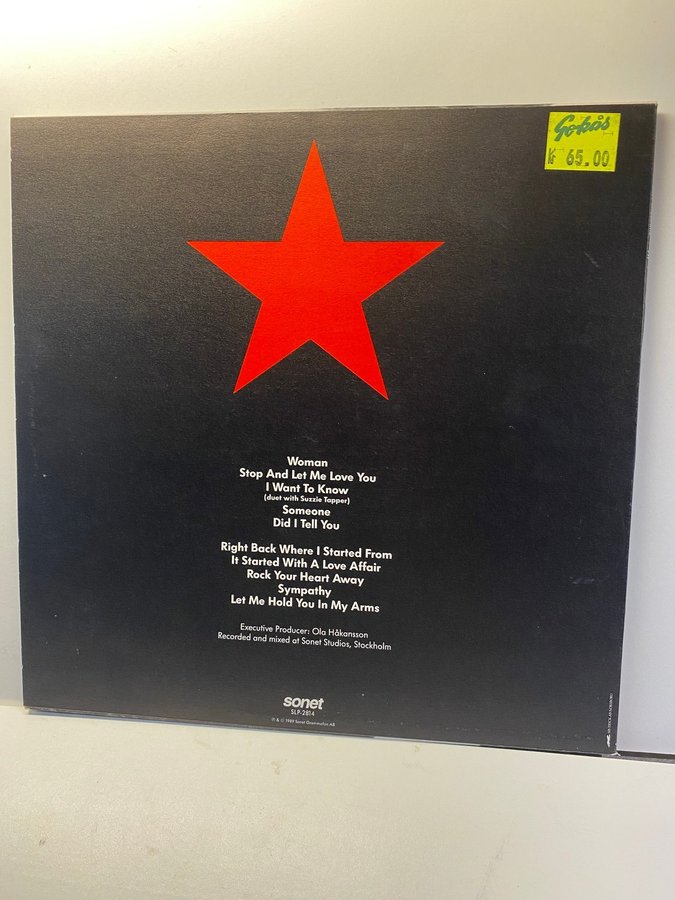 Gekås
kr 65.00
Woman
Stop And Let Me Love You
I Want To Know
(duet with Suzzie Tapper)
Someone
Did I Tell You
Right Back Where I Started From
It Started With A Love Affair
Rock Your Heart Away
Sympathy
Let Me Hold You In My Arms
Executive Producer: Ola Håkansson
Recorded and mixed at Sonet Studios, Stockholm
sonet
SLP-2814
℗ & © 1989 Sonet Grammofon AB